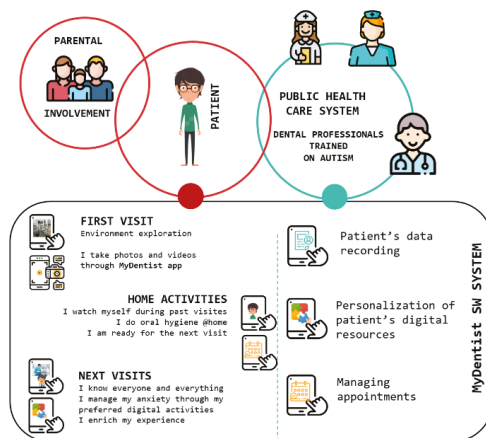 PARENTAL
INVOLVEMENT
PATIENT
PUBLIC HEALTH
CARE SYSTEM
DENTAL PROFESSIONALS
TRAINED
ON AUTISM
FIRST VISIT
Environment exploration
I take photos and videos
through MyDentist app
HOME ACTIVITIES
I watch myself during past visites
I do oral hygiene @home
I am ready for the next visit
NEXT VISITS
I know everyone and everything
I manage my anxiety through my
preferred digital activities
I enrich my experience
Patient's data
recording
Personalization of
patient's digital
resources
Managing
appointments
MyDentist SW SYSTEM